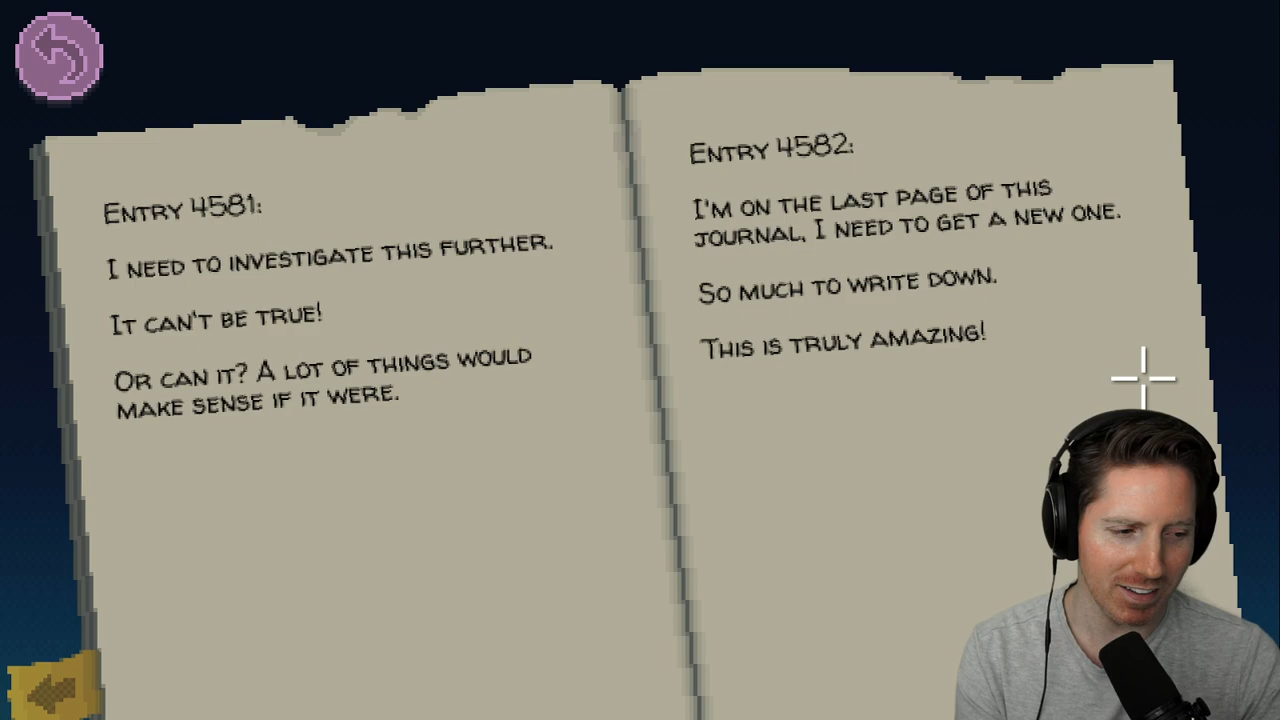 Entry 4581:
I need to investigate this further.
It can't be true!
Or can it? A lot of things would
make sense if it were.
Entry 4582:
I'm on the last page of this
journal, I need to get a new one.
So much to write down.
This is truly amazing!